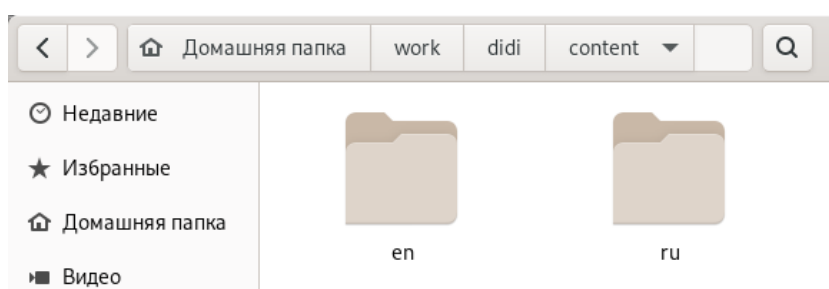 Домашняя папка work didi content
Недавние
Избранные
Домашняя папка
Видео
en ru